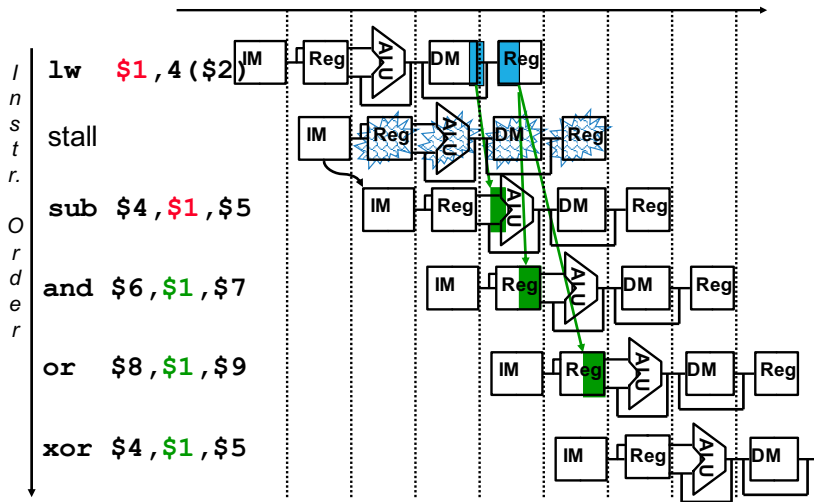 Instr. Order
lw $1,4($2) IM Reg ALU DM Reg
stall IM Reg ALU DM Reg
sub $4,$1,$5 IM Reg ALU DM Reg
and $6,$1,$7 IM Reg ALU DM Reg
or $8,$1,$9 IM Reg ALU DM Reg
xor $4,$1,$5 IM Reg ALU DM